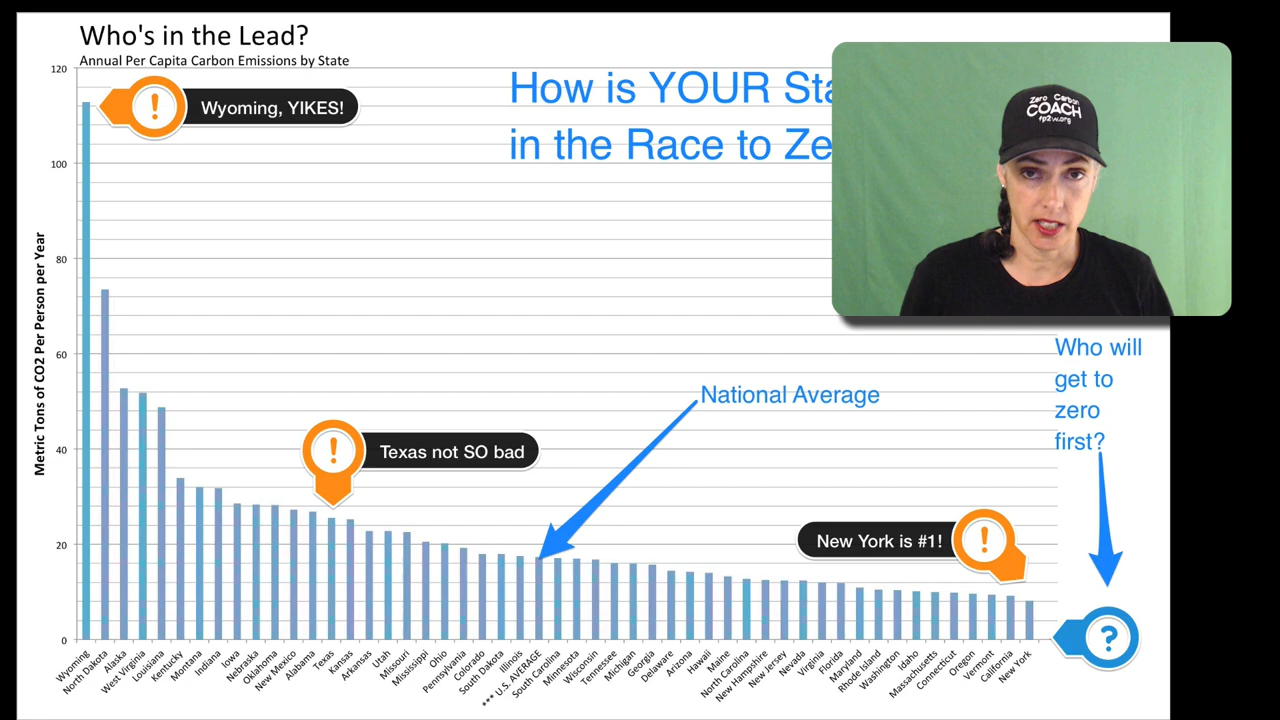 Who's in the Lead?
Annual Per Capita Carbon Emissions by State
How is YOUR Sta
in the Race to Ze
Zero Carbon
COACH
fp2w.org
120
100
80
60
40
20
0
Metric Tons of CO2 Per Person per Year
Wyoming, YIKES!
Who will
get to
zero
first?
National Average
Texas not SO bad
New York is #1!
?
Wyoming
North Dakota
Alaska
West Virginia
Louisiana
Kentucky
Montana
Indiana
Iowa
Nebraska
Oklahoma
New Mexico
Alabama
Texas
Kansas
Arkansas
Utah
Missouri
Mississippi
Ohio
Pennsylvania
Colorado
South Dakota
Illinois
*** U.S. AVERAGE
South Carolina
Minnesota
Wisconsin
Tennessee
Michigan
Georgia
Delaware
Arizona
Hawaii
Maine
North Carolina
New Hampshire
New Jersey
Nevada
Virginia
Florida
Maryland
Rhode Island
Washington
Idaho
Massachusetts
Connecticut
Oregon
Vermont
California
New York